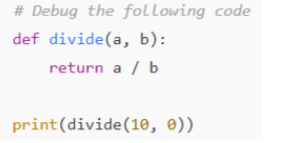 # Debug the following code
def divide(a, b):
    return a / b
print(divide(10, 0))